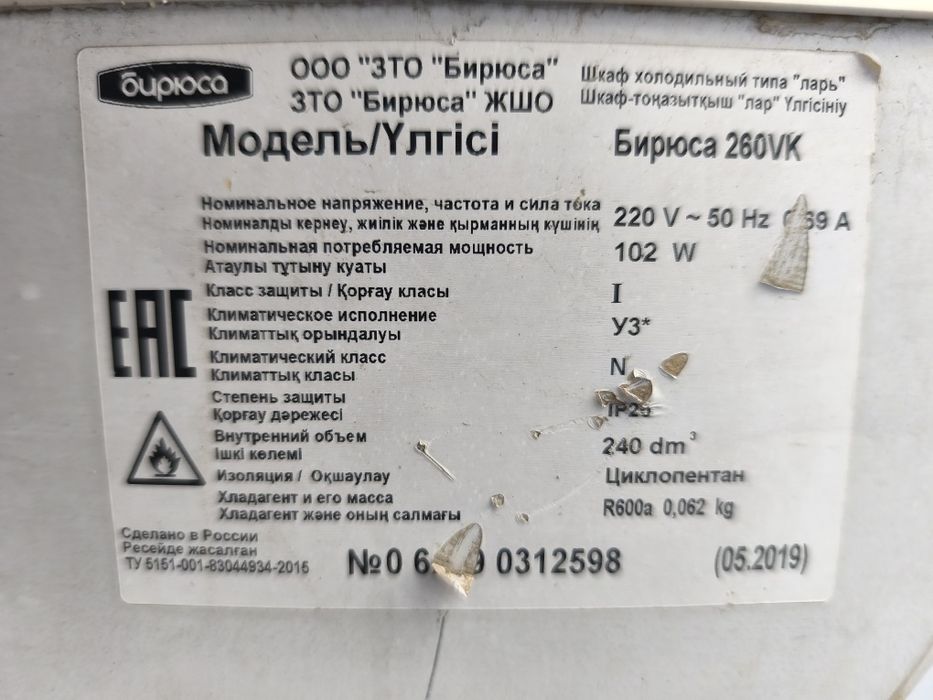 бирюса
ООО "ЗТО "Бирюса"
ЗТО "Бирюса" ЖШО
Шкаф холодильный типа "ларь"
Шкаф-тоңазытқыш "лар" Үлгісініу
Модель/Үлгісі Бирюса 260VK
Номинальное напряжение, частота и сила тока
Номиналды кернеу, жиілік және қырманның күшінің
220 V ~ 50 Hz A
Номинальная потребляемая мощность 102 W
Атаулы тұтыну қуаты
Класс защиты / Қорғау класы I
Климатическое исполнение
Климаттық орындалуы
У3*
Климатический класс N
Климаттық класы
Степень защиты
Қорғау дәрежесі
Внутренний объем
Ішкі көлемі
240 dm³
Изоляция / Оқшаулау Циклопентан
Хладагент и его масса
Хладагент және оның салмағы
R600a 0,062 kg
EAC
Сделано в России
Ресейде жасалған
ТУ 5151-001-83044934-2015
№0 0312598 (05.2019)